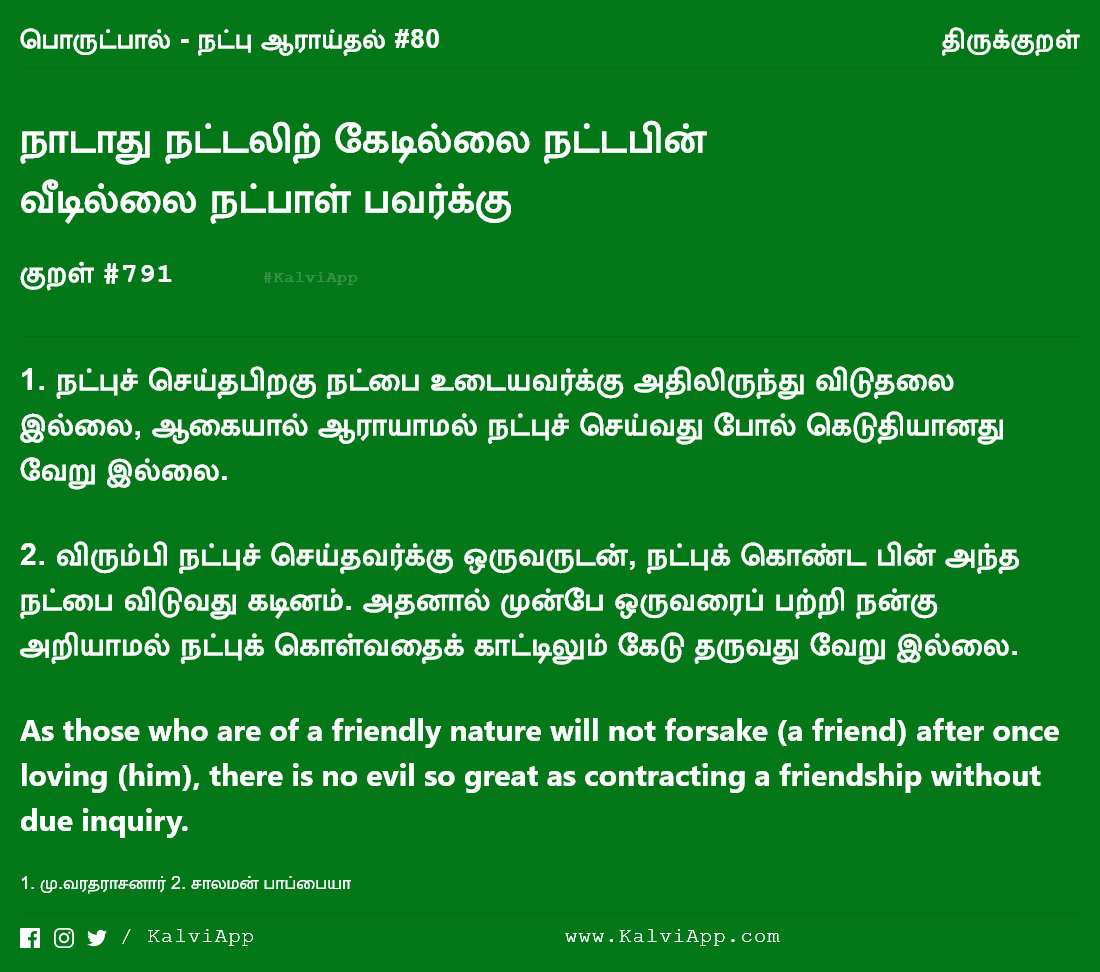 பொருட்பால் - நட்பு ஆராய்தல் #80 திருக்குறள்
நாடாது நட்டலிற் கேடில்லை நட்டபின்
வீடில்லை நட்பாள் பவர்க்கு
குறள் #791 #KalviApp
1. நட்புச் செய்தபிறகு நட்பை உடையவர்க்கு அதிலிருந்து விடுதலை
இல்லை, ஆகையால் ஆராயாமல் நட்புச் செய்வது போல் கெடுதியானது
வேறு இல்லை.
2. விரும்பி நட்புச் செய்தவர்க்கு ஒருவருடன், நட்புக் கொண்ட பின் அந்த
நட்பை விடுவது கடினம். அதனால் முன்பே ஒருவரைப் பற்றி நன்கு
அறியாமல் நட்புக் கொள்வதைக் காட்டிலும் கேடு தருவது வேறு இல்லை.
As those who are of a friendly nature will not forsake (a friend) after once
loving (him), there is no evil so great as contracting a friendship without
due inquiry.
1. மு.வரதராசனார் 2. சாலமன் பாப்பையா
/ KalviApp www.KalviApp.com